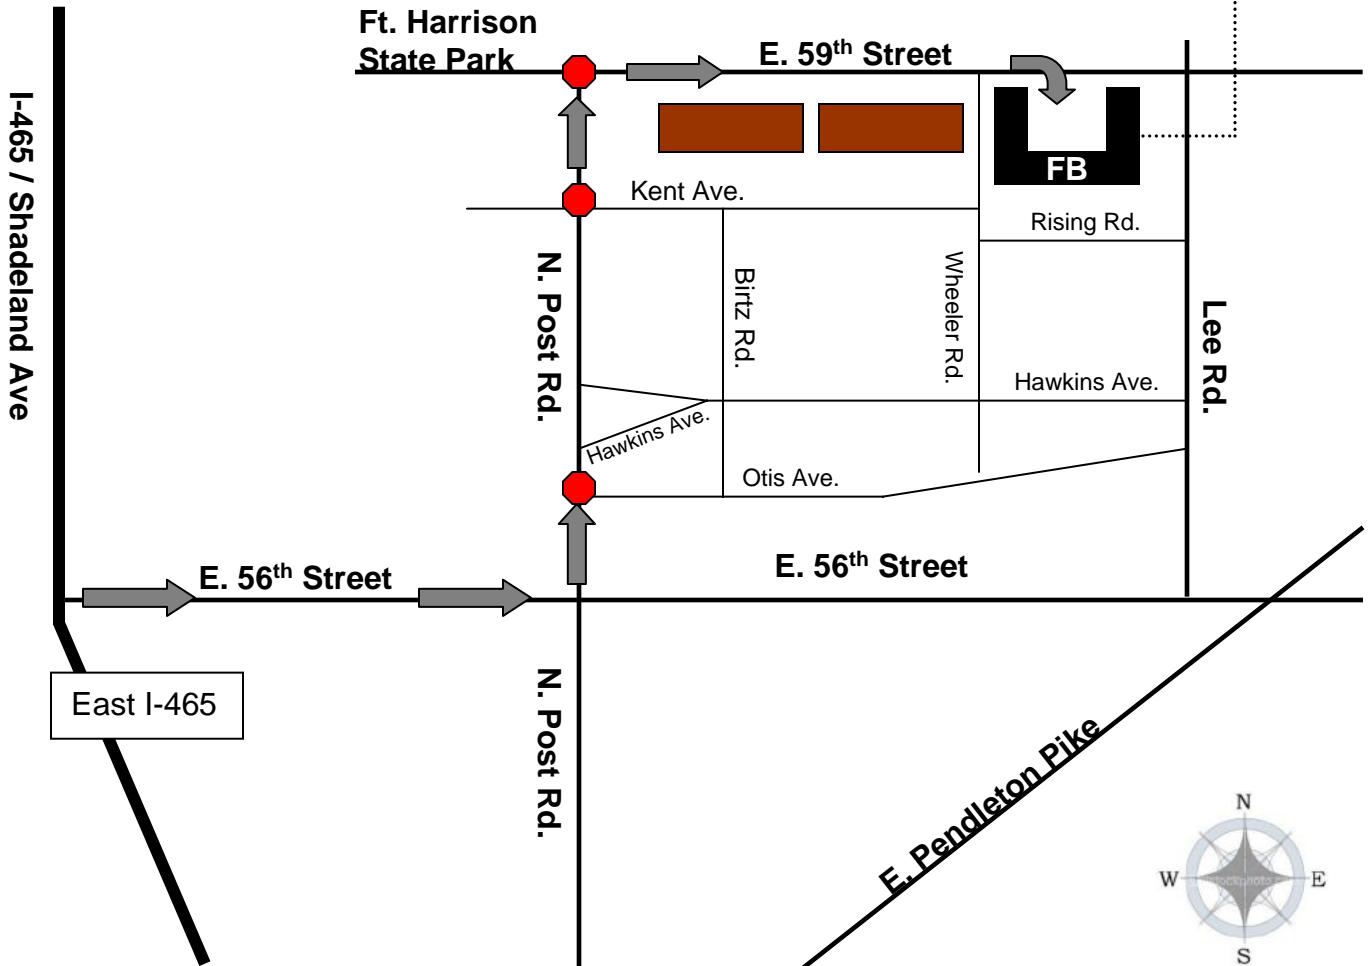 Ft. Harrison
State Park
E. 59th Street
I-465 / Shadeland Ave
FB
Kent Ave.
Rising Rd.
N. Post Rd.
Birtz Rd.
Wheeler Rd.
Lee Rd.
Hawkins Ave.
Hawkins Ave.
Otis Ave.
E. 56th Street
E. 56th Street
East I-465
N. Post Rd.
E. Pendleton Pike
N
W
E
S